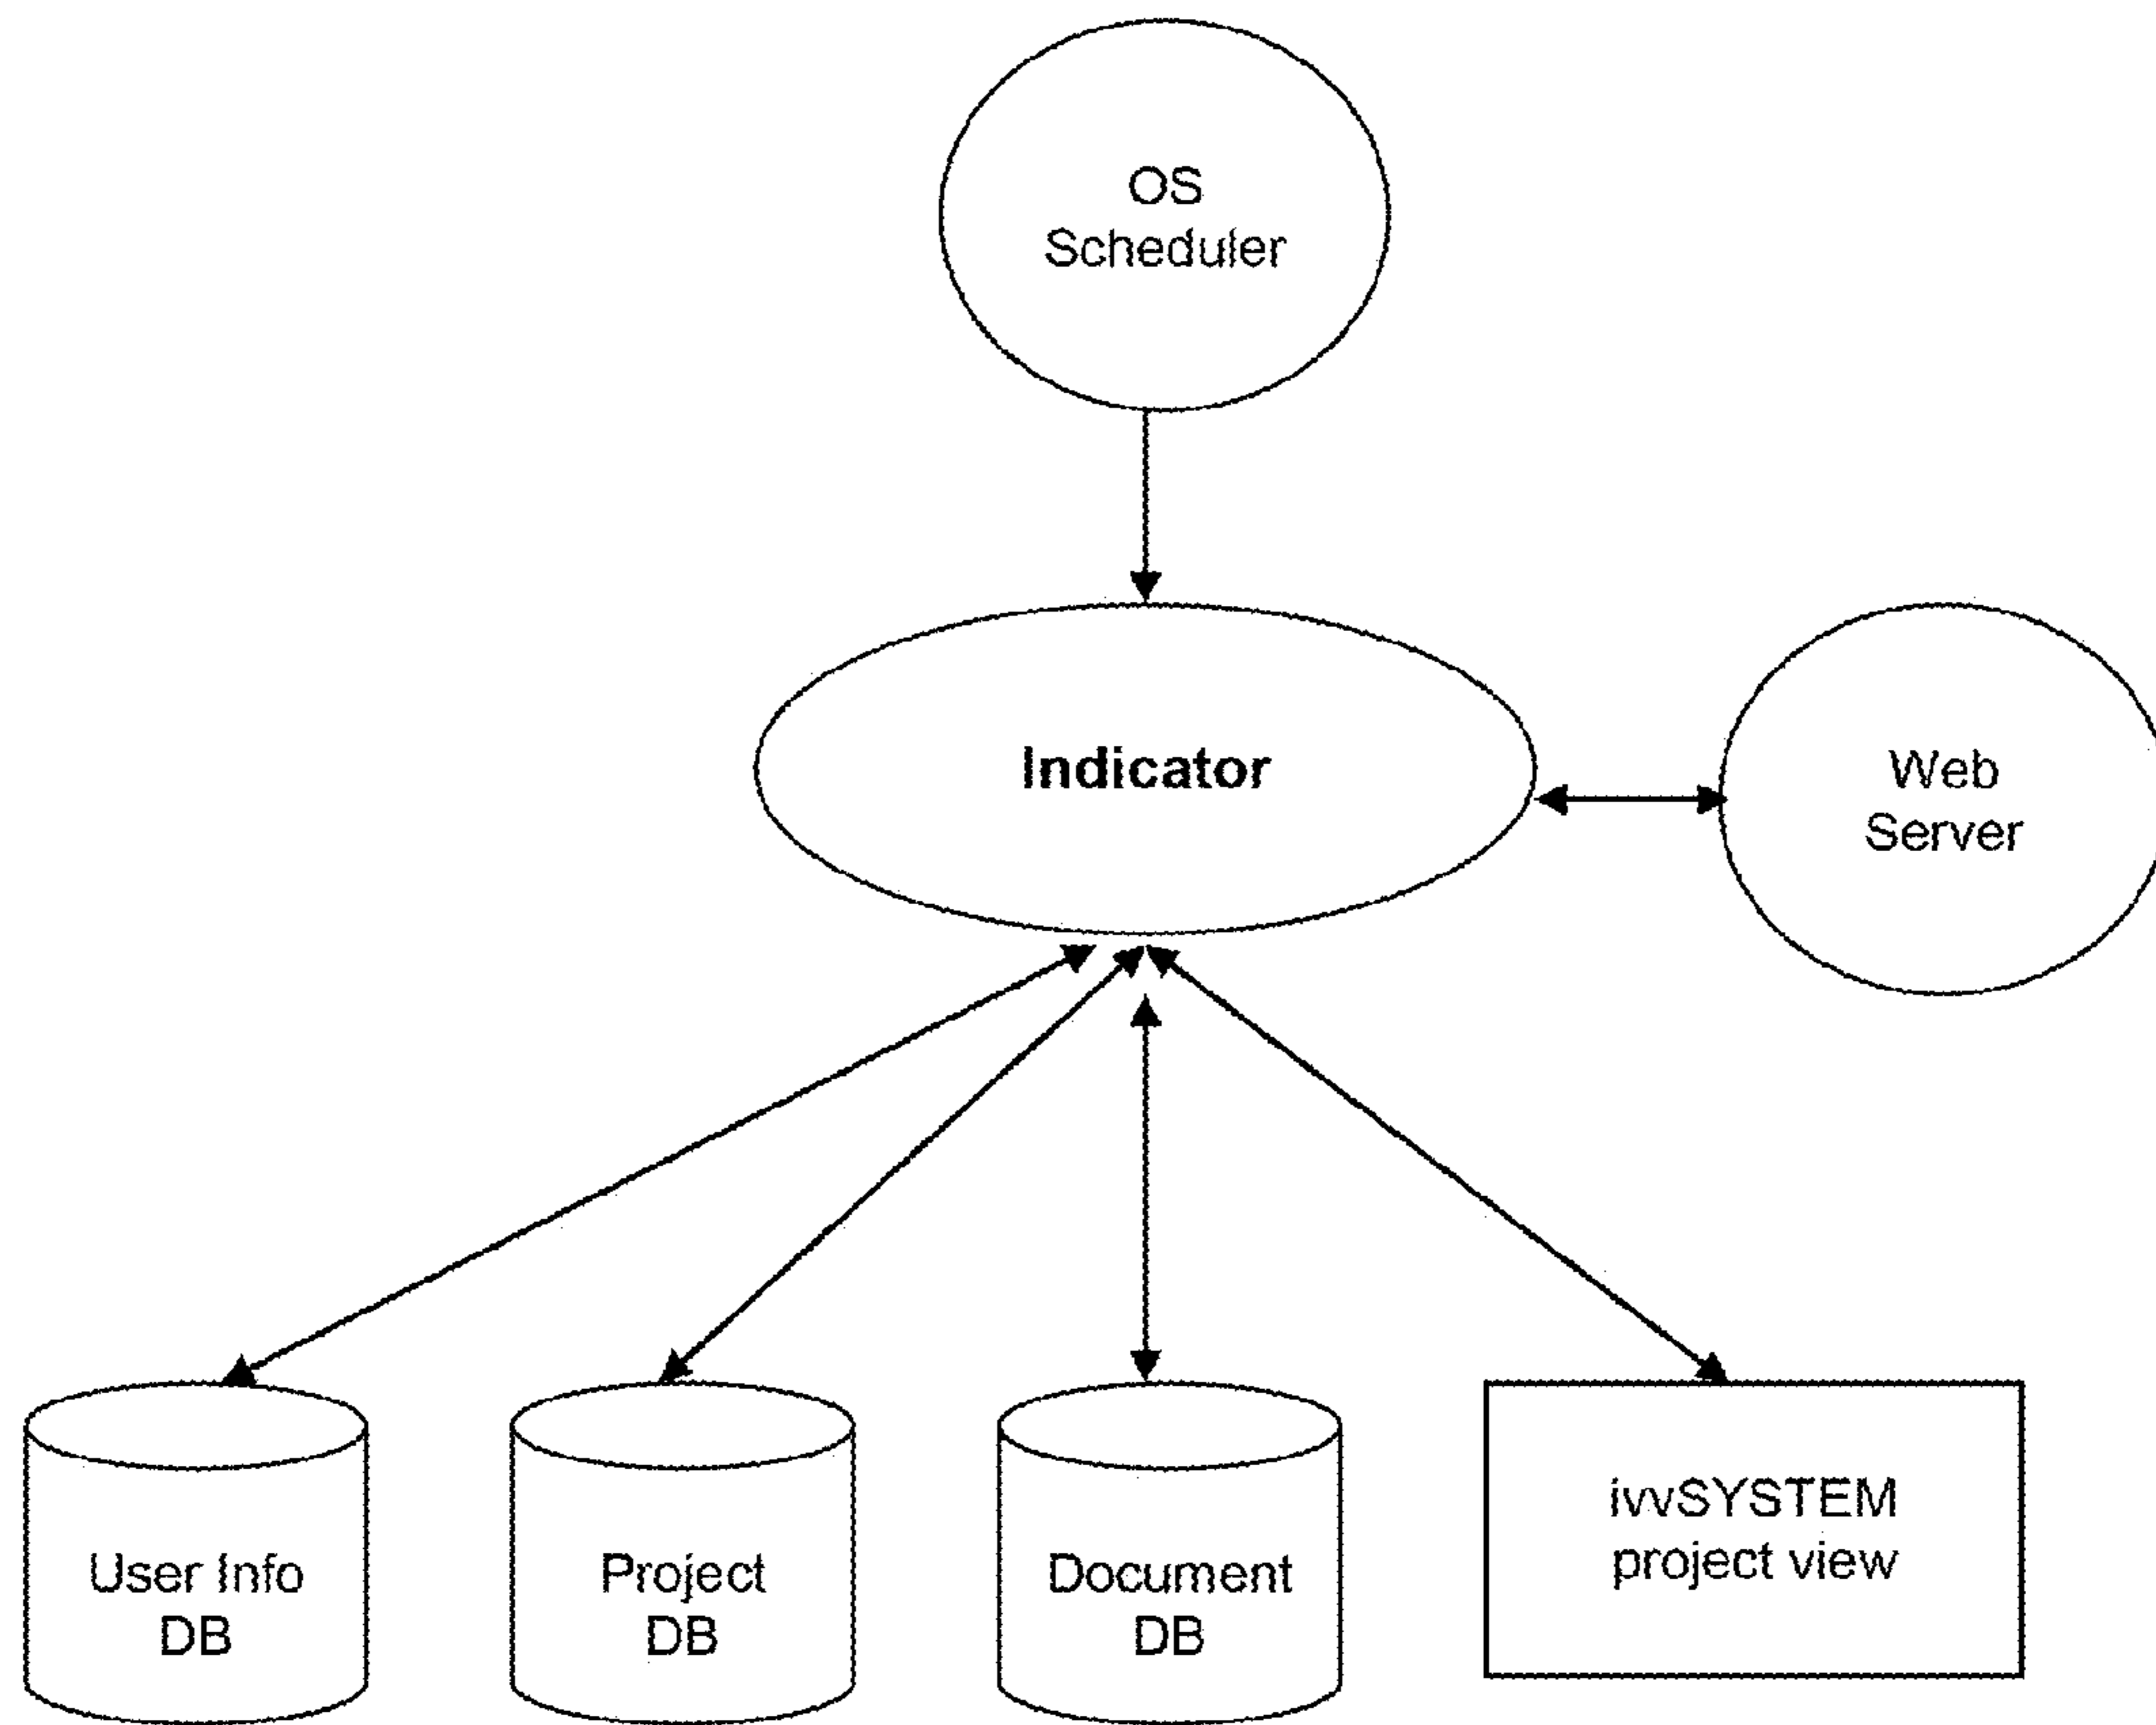 OS
Scheduler
Indicator
Web
Server
User Info
DB
Project
DB
Document
DB
ivvSYSTEM
project view